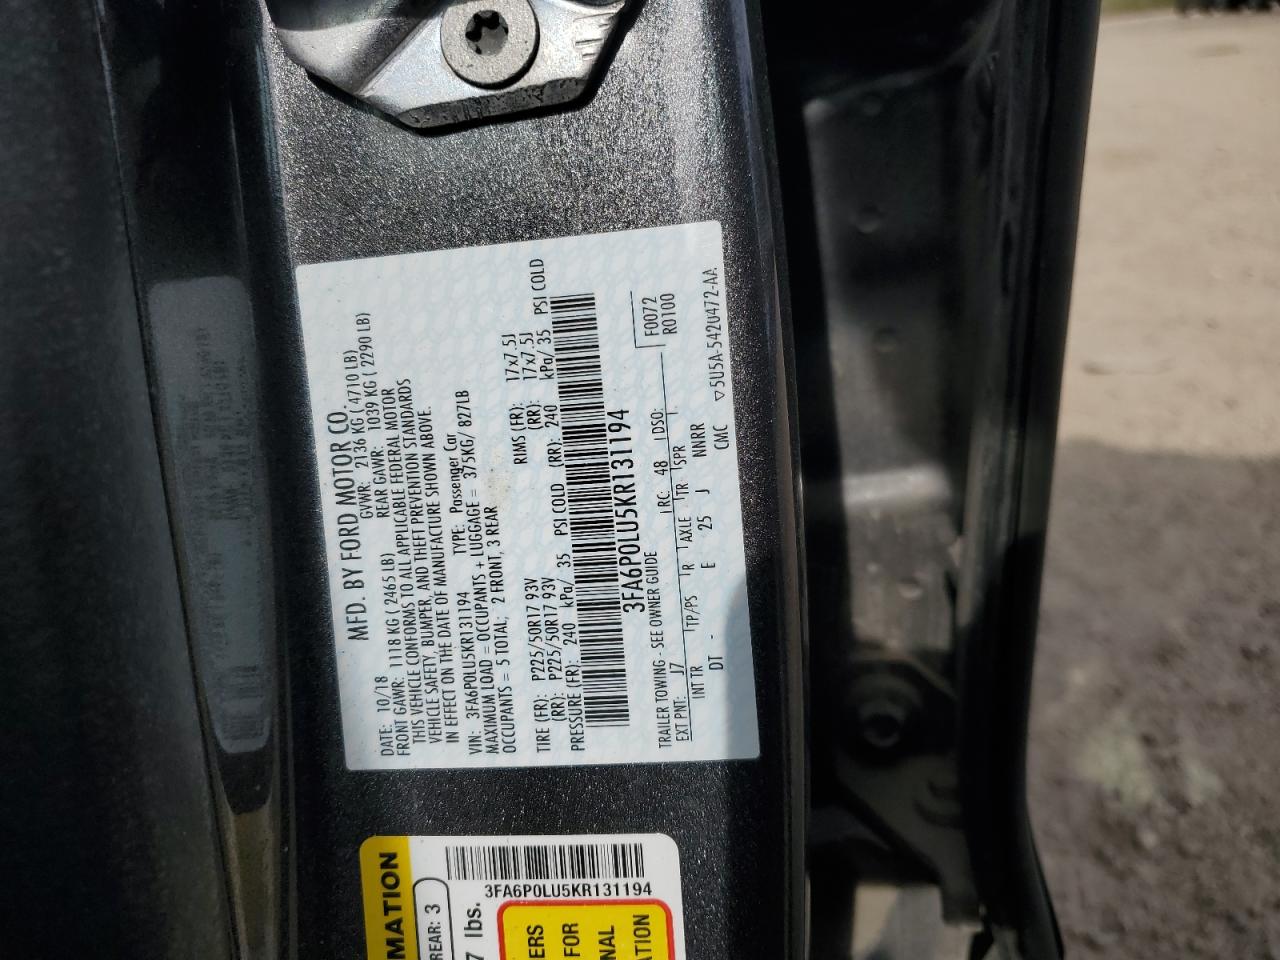 MFD. BY FORD MOTOR CO.
DATE: 10/18 GVWR: 2136 KG ( 4710 LB)
FRONT GAWR: 1118 KG ( 2465 LB) REAR GAWR: 1039 KG ( 2290 LB)
THIS VEHICLE CONFORMS TO ALL APPLICABLE FEDERAL MOTOR
VEHICLE SAFETY, BUMPER, AND THEFT PREVENTION STANDARDS
IN EFFECT ON THE DATE OF MANUFACTURE SHOWN ABOVE.
VIN: 3FA6P0LU5KR131194 TYPE: Passenger Car
MAXIMUM LOAD = OCCUPANTS + LUGGAGE = 375KG/ 827LB
OCCUPANTS = 5 TOTAL; 2 FRONT, 3 REAR
TIRE (FR): P225/50R17 93V RIMS (FR): 17x7.5J
(RR): P225/50R17 93V (RR): 17x7.5J
PRESSURE (FR): 240 kPa/ 35 PSI COLD (RR): 240 kPa/ 35 PSI COLD
3FA6P0LU5KR131194
TRAILER TOWING - SEE OWNER GUIDE F0072
EXT PNT: J7 RC: 48 DSO: R0100
INT TR TP/PS R AXLE TR SPR
DT - E 25 J NNRR
CMC ▽5U5A-542U472-AA
MATION
REAR: 3
7 lbs.
3FA6P0LU5KR131194
ERS
FOR
NAL
ATION